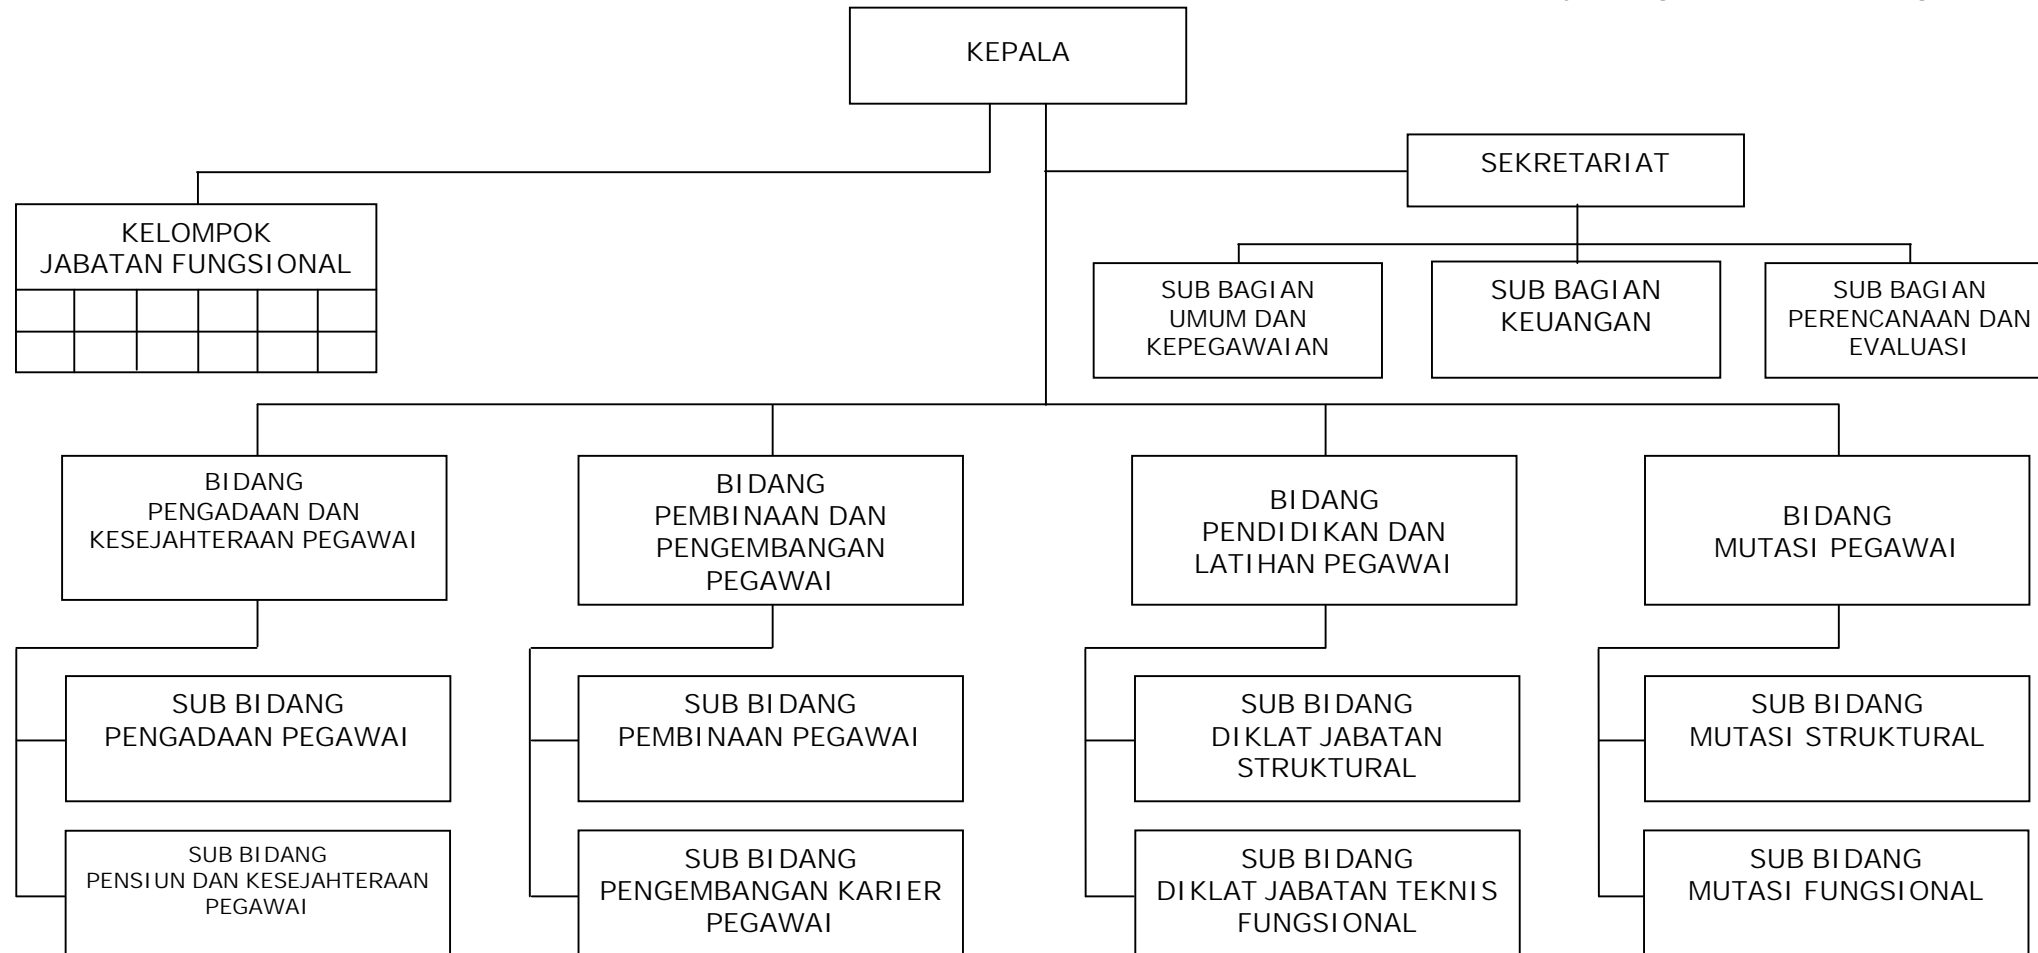 KEPALA
SEKRETARIAT
KELOMPOK
JABATAN FUNGSIONAL
SUB BAGIAN
UMUM DAN
KEPEGAWAIAN
SUB BAGIAN
KEUANGAN
SUB BAGIAN
PERENCANAAN DAN
EVALUASI
BIDANG
PENGADAAN DAN
KESEJAHTERAAN PEGAWAI
BIDANG
PEMBINAAN DAN
PENGEMBANGAN
PEGAWAI
BIDANG
PENDIDIKAN DAN
LATIHAN PEGAWAI
BIDANG
MUTASI PEGAWAI
SUB BIDANG
PENGADAAN PEGAWAI
SUB BIDANG
PEMBINAAN PEGAWAI
SUB BIDANG
DIKLAT JABATAN
STRUKTURAL
SUB BIDANG
MUTASI STRUKTURAL
SUB BIDANG
PENSIUN DAN KESEJAHTERAAN
PEGAWAI
SUB BIDANG
PENGEMBANGAN KARIER
PEGAWAI
SUB BIDANG
DIKLAT JABATAN TEKNIS
FUNGSIONAL
SUB BIDANG
MUTASI FUNGSIONAL